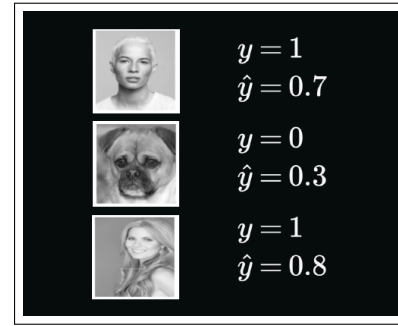 y = 1
ŷ = 0.7
y = 0
ŷ = 0.3
y = 1
ŷ = 0.8